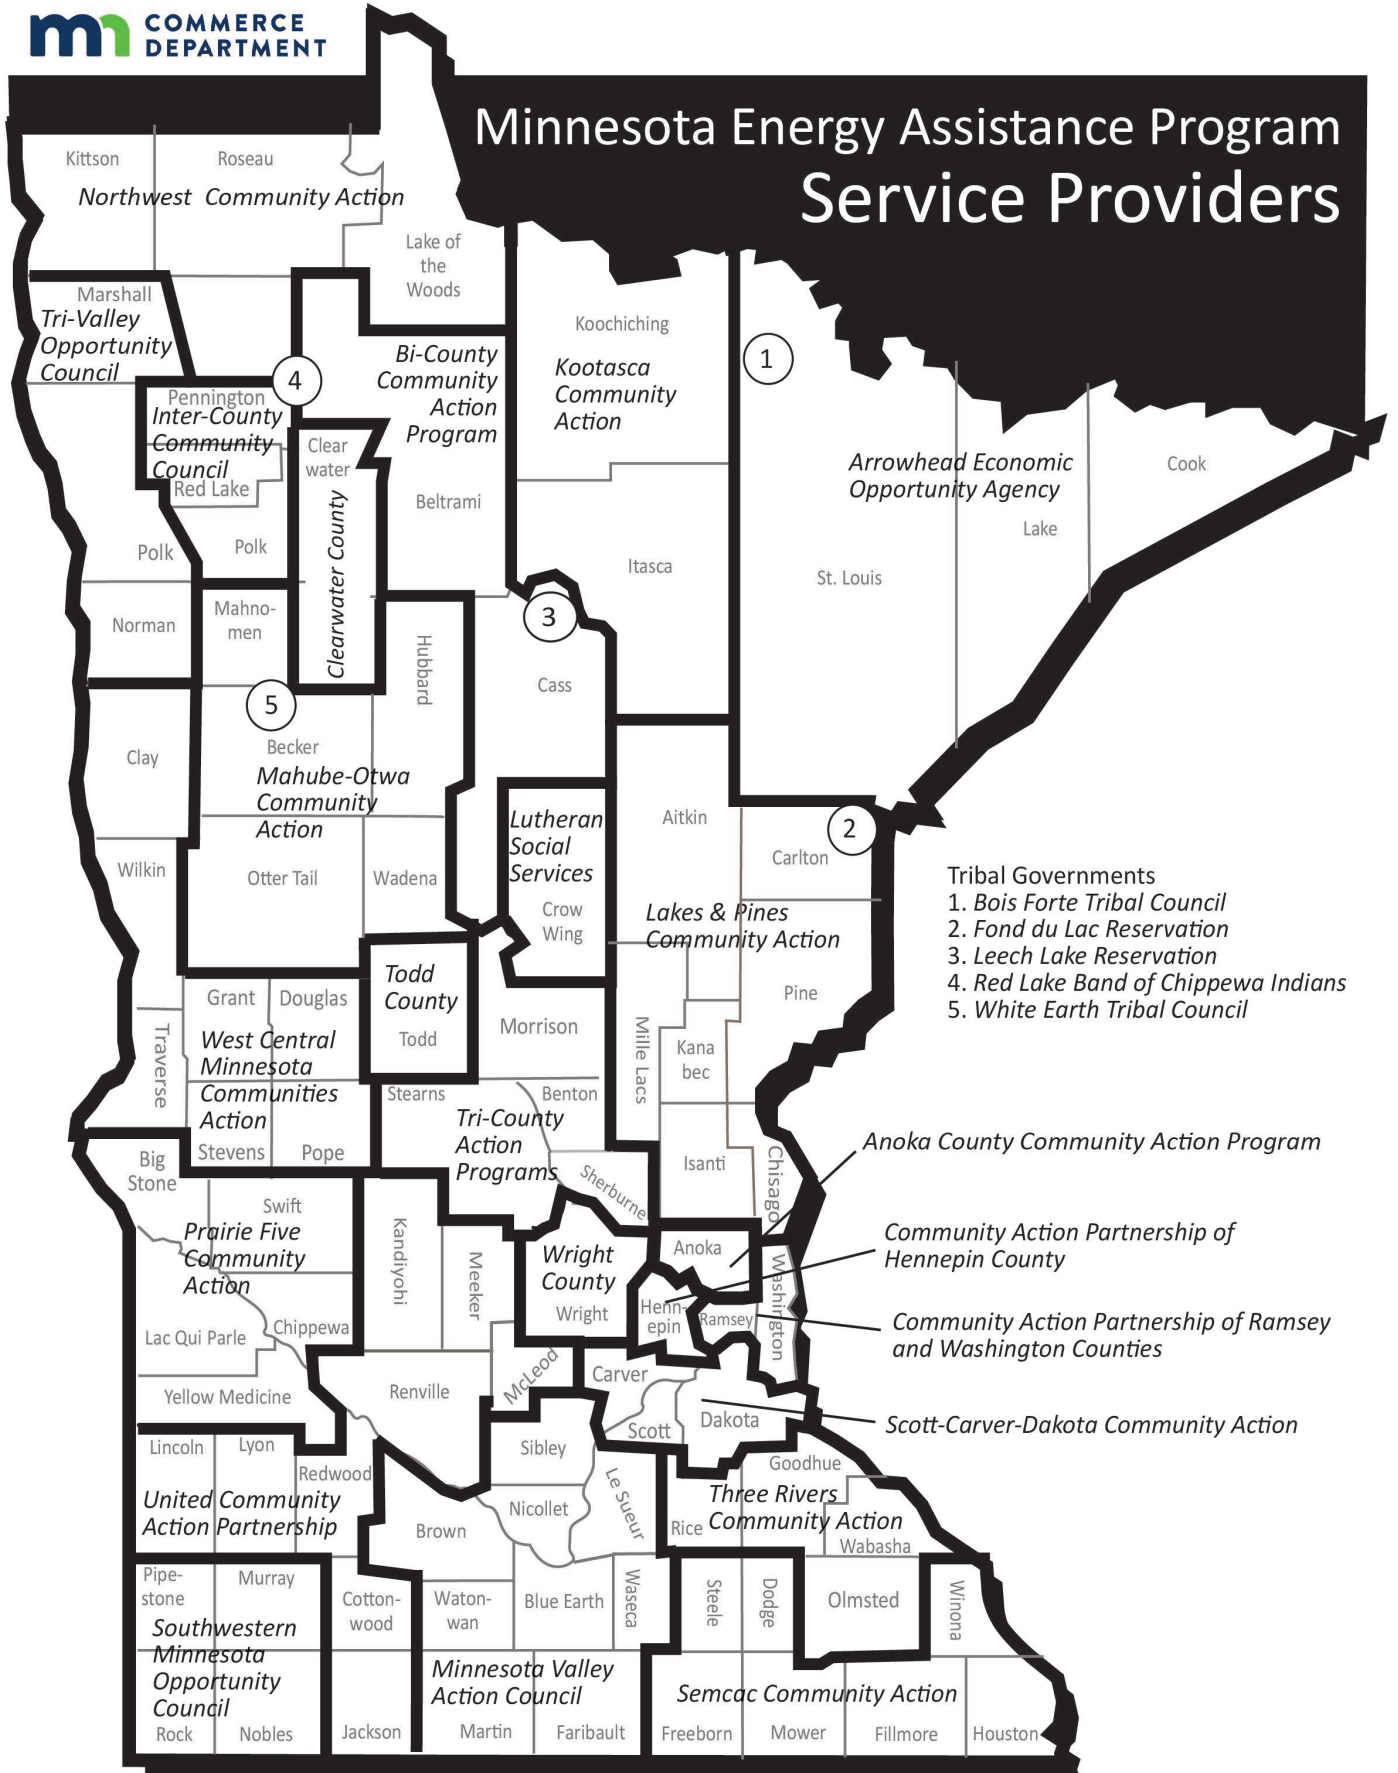 mn COMMERCE
DEPARTMENT
Minnesota Energy Assistance Program
Service Providers
Kittson
Roseau
Northwest Community Action
Lake of
the
Woods
Marshall
Tri-Valley
Opportunity
Council
4
Pennington
Inter-County
Community
Council
Red Lake
Polk
Polk
Bi-County
Community
Action
Program
Clear
water
Clearwater County
Beltrami
Koochiching
Kootasca
Community
Action
Itasca
1
Arrowhead Economic
Opportunity Agency
Cook
Lake
St. Louis
Norman
Mahno-
men
Hubbard
3
Cass
5
Clay
Becker
Mahube-Otwa
Community
Action
Wilkin
Otter Tail
Wadena
Lutheran
Social
Services
Crow
Wing
Aitkin
2
Carlton
Lakes & Pines
Community Action
Pine
Mille Lacs
Kana
bec
Isanti
Chisago
Tribal Governments
1. Bois Forte Tribal Council
2. Fond du Lac Reservation
3. Leech Lake Reservation
4. Red Lake Band of Chippewa Indians
5. White Earth Tribal Council
Todd
County
Todd
Morrison
Grant
Douglas
West Central
Minnesota
Communities
Action
Traverse
Stevens
Pope
Stearns
Benton
Tri-County
Action
Programs
Sherburne
Big
Stone
Swift
Prairie Five
Community
Action
Lac Qui Parle
Chippewa
Yellow Medicine
Kandiyohi
Meeker
Renville
McLeod
Wright
County
Wright
Anoka
Henn-
epin
Ramsey
Washington
Anoka County Community Action Program
Community Action Partnership of
Hennepin County
Community Action Partnership of Ramsey
and Washington Counties
Carver
Scott
Dakota
Scott-Carver-Dakota Community Action
Lincoln
Lyon
Redwood
United Community
Action Partnership
Sibley
Nicollet
Le Sueur
Brown
Goodhue
Three Rivers
Community Action
Rice
Wabasha
Pipe-
stone
Murray
Southwestern
Minnesota
Opportunity
Council
Rock
Nobles
Cotton-
wood
Jackson
Waton-
wan
Blue Earth
Waseca
Minnesota Valley
Action Council
Martin
Faribault
Steele
Dodge
Olmsted
Winona
Semcac Community Action
Freeborn
Mower
Fillmore
Houston